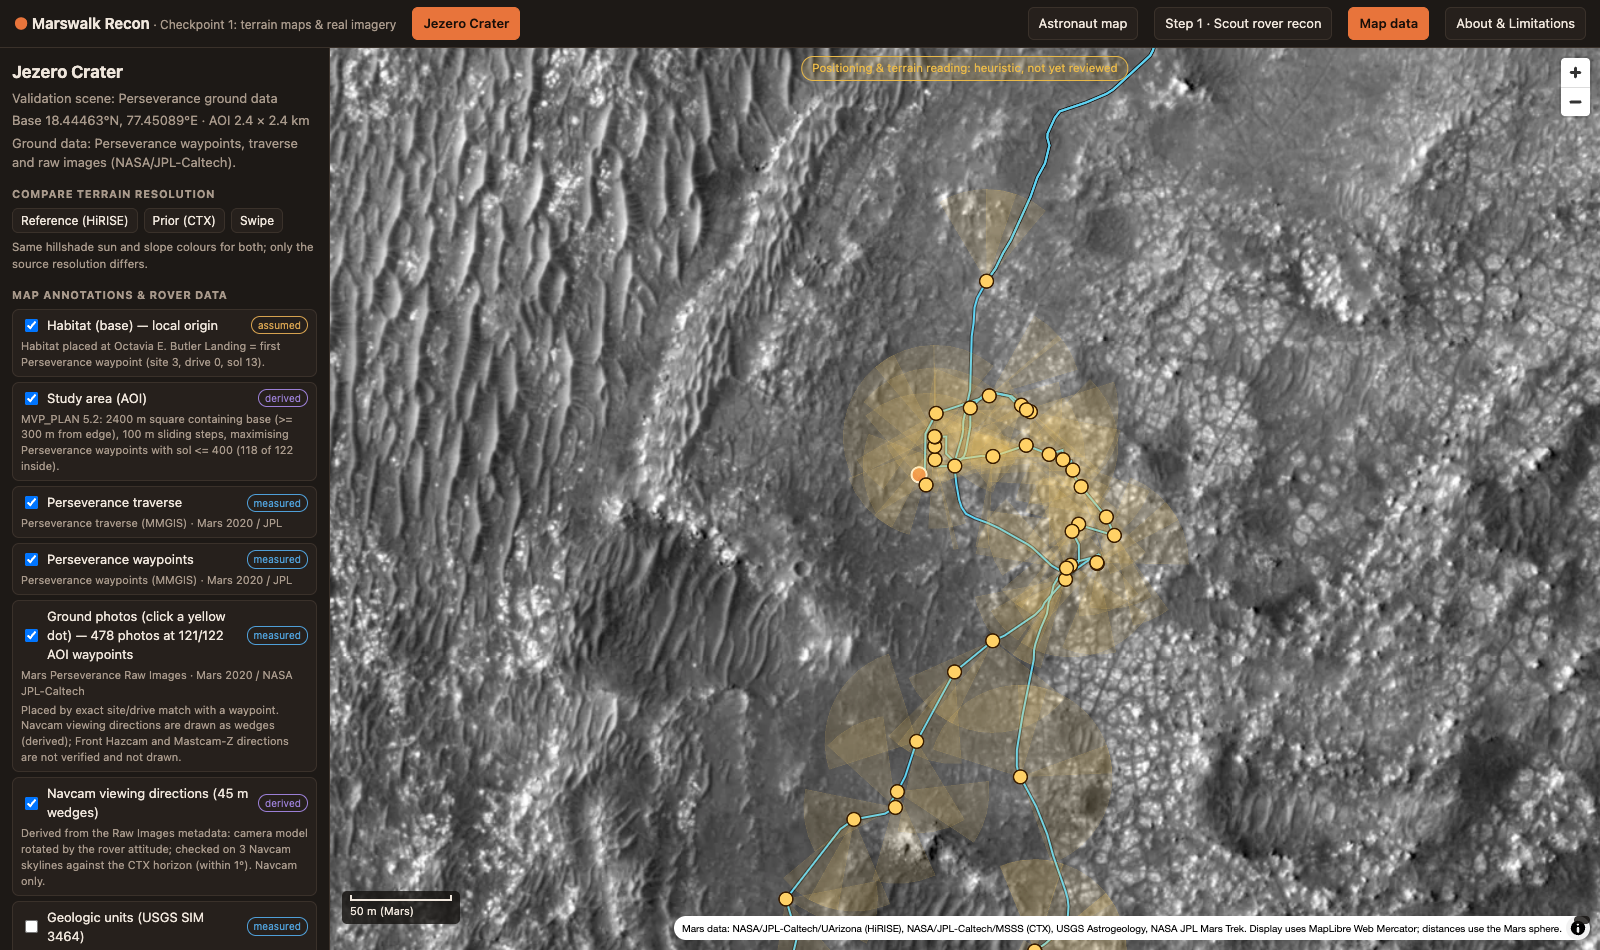 Marswalk Recon · Checkpoint 1: terrain maps & real imagery
Jezero Crater
Astronaut map
Step 1 · Scout rover recon
Map data
About & Limitations
Jezero Crater
Validation scene: Perseverance ground data
Base 18.44463°N, 77.45089°E · AOI 2.4 × 2.4 km
Ground data: Perseverance waypoints, traverse
and raw images (NASA/JPL-Caltech).
COMPARE TERRAIN RESOLUTION
Reference (HiRISE)
Prior (CTX)
Swipe
Same hillshade sun and slope colours for both; only the
source resolution differs.
MAP ANNOTATIONS & ROVER DATA
Habitat (base) — local origin
assumed
Habitat placed at Octavia E. Butler Landing = first
Perseverance waypoint (site 3, drive 0, sol 13).
Study area (AOI)
derived
MVP_PLAN 5.2: 2400 m square containing base (>=
300 m from edge), 100 m sliding steps, maximising
Perseverance waypoints with sol <= 400 (118 of 122
inside).
Perseverance traverse
measured
Perseverance traverse (MMGIS) · Mars 2020 / JPL
Perseverance waypoints
measured
Perseverance waypoints (MMGIS) · Mars 2020 / JPL
Ground photos (click a yellow
dot) — 478 photos at 121/122
AOI waypoints
measured
Mars Perseverance Raw Images · Mars 2020 / NASA
JPL-Caltech
Placed by exact site/drive match with a waypoint.
Navcam viewing directions are drawn as wedges
(derived); Front Hazcam and Mastcam-Z directions
are not verified and not drawn.
Navcam viewing directions (45 m
wedges)
derived
Derived from the Raw Images metadata: camera model
rotated by the rover attitude; checked on 3 Navcam
skylines against the CTX horizon (within 1°). Navcam
only.
Geologic units (USGS SIM
3464)
measured
Positioning & terrain reading: heuristic, not yet reviewed
+
−
50 m (Mars)
Mars data: NASA/JPL-Caltech/UArizona (HiRISE), NASA/JPL-Caltech/MSSS (CTX), USGS Astrogeology, NASA JPL Mars Trek. Display uses MapLibre Web Mercator; distances use the Mars sphere.